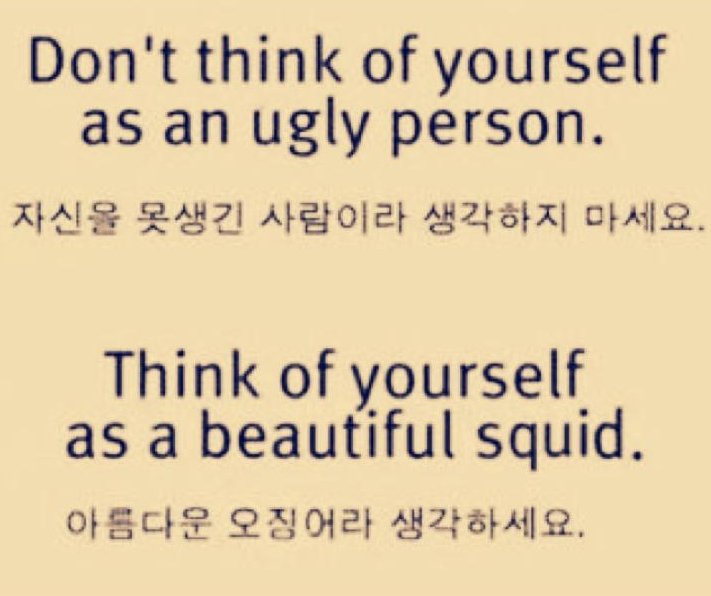 Don't think of yourself
as an ugly person.
자신을 못생긴 사람이라 생각하지 마세요.
Think of yourself
as a beautiful squid.
아름다운 오징어라 생각하세요.